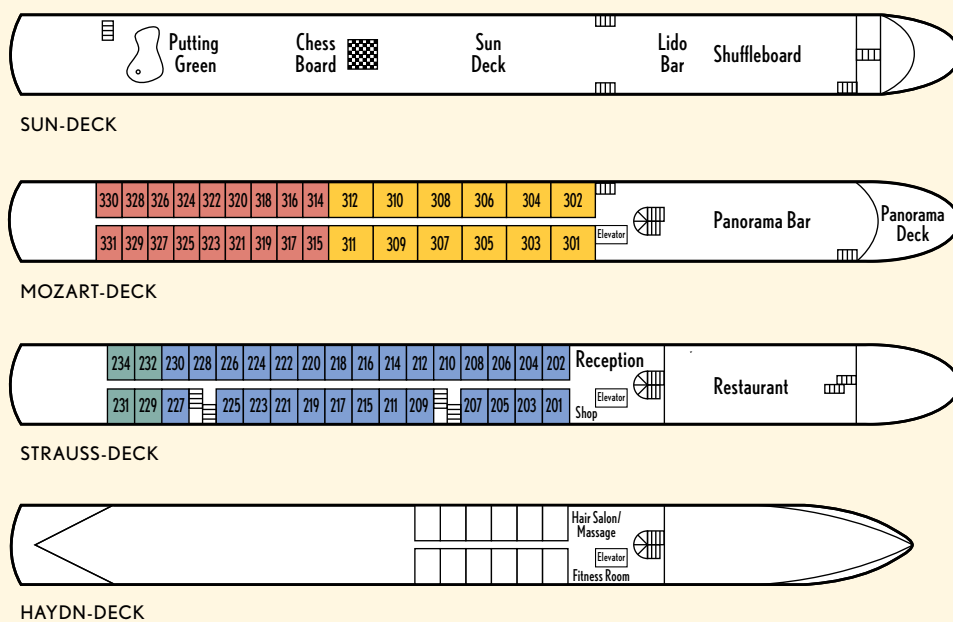 Putting
Green
Chess
Board
Sun
Deck
Lido
Bar
Shuffleboard
SUN-DECK
330 328 326 324 322 320 318 316 314 312 310 308 306 304 302
331 329 327 325 323 321 319 317 315 311 309 307 305 303 301
Elevator
Panorama Bar
Panorama
Deck
MOZART-DECK
234 232 230 228 226 224 222 220 218 216 214 212 210 208 206 204 202
Reception
231 229 227 225 223 221 219 217 215 211 209 207 205 203 201
Elevator
Shop
Restaurant
STRAUSS-DECK
Hair Salon/
Massage
Elevator
Fitness Room
HAYDN-DECK